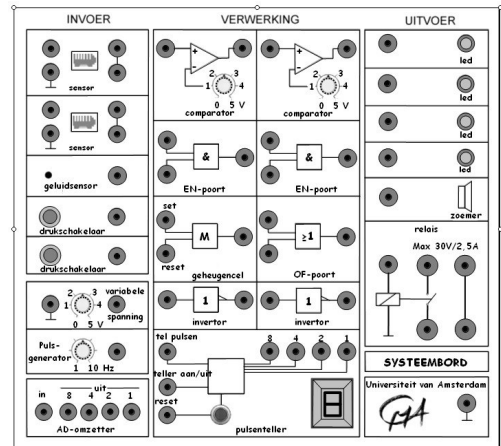 INVOER VERWERKING UITVOER
sensor
sensor
geluidsensor
drukschakelaar
drukschakelaar
variabele
spanning
2 3
1 4
0 5 V
Puls-
generator
1 10 Hz
uit
in 8 4 2 1
AD-omzetter
+
-
2 3
1 4
0 5 V
comparator
+
-
2 3
1 4
0 5 V
comparator
&
EN-poort
&
EN-poort
set
M
reset
geheugencel
≥1
OF-poort
1
invertor
1
invertor
tel pulsen
8 4 2 1
teller aan/uit
reset
8
pulsenteller
led
led
led
led
zoemer
relais
Max 30V/2,5A
SYSTEEMBORD
Universiteit van Amsterdam
CMA